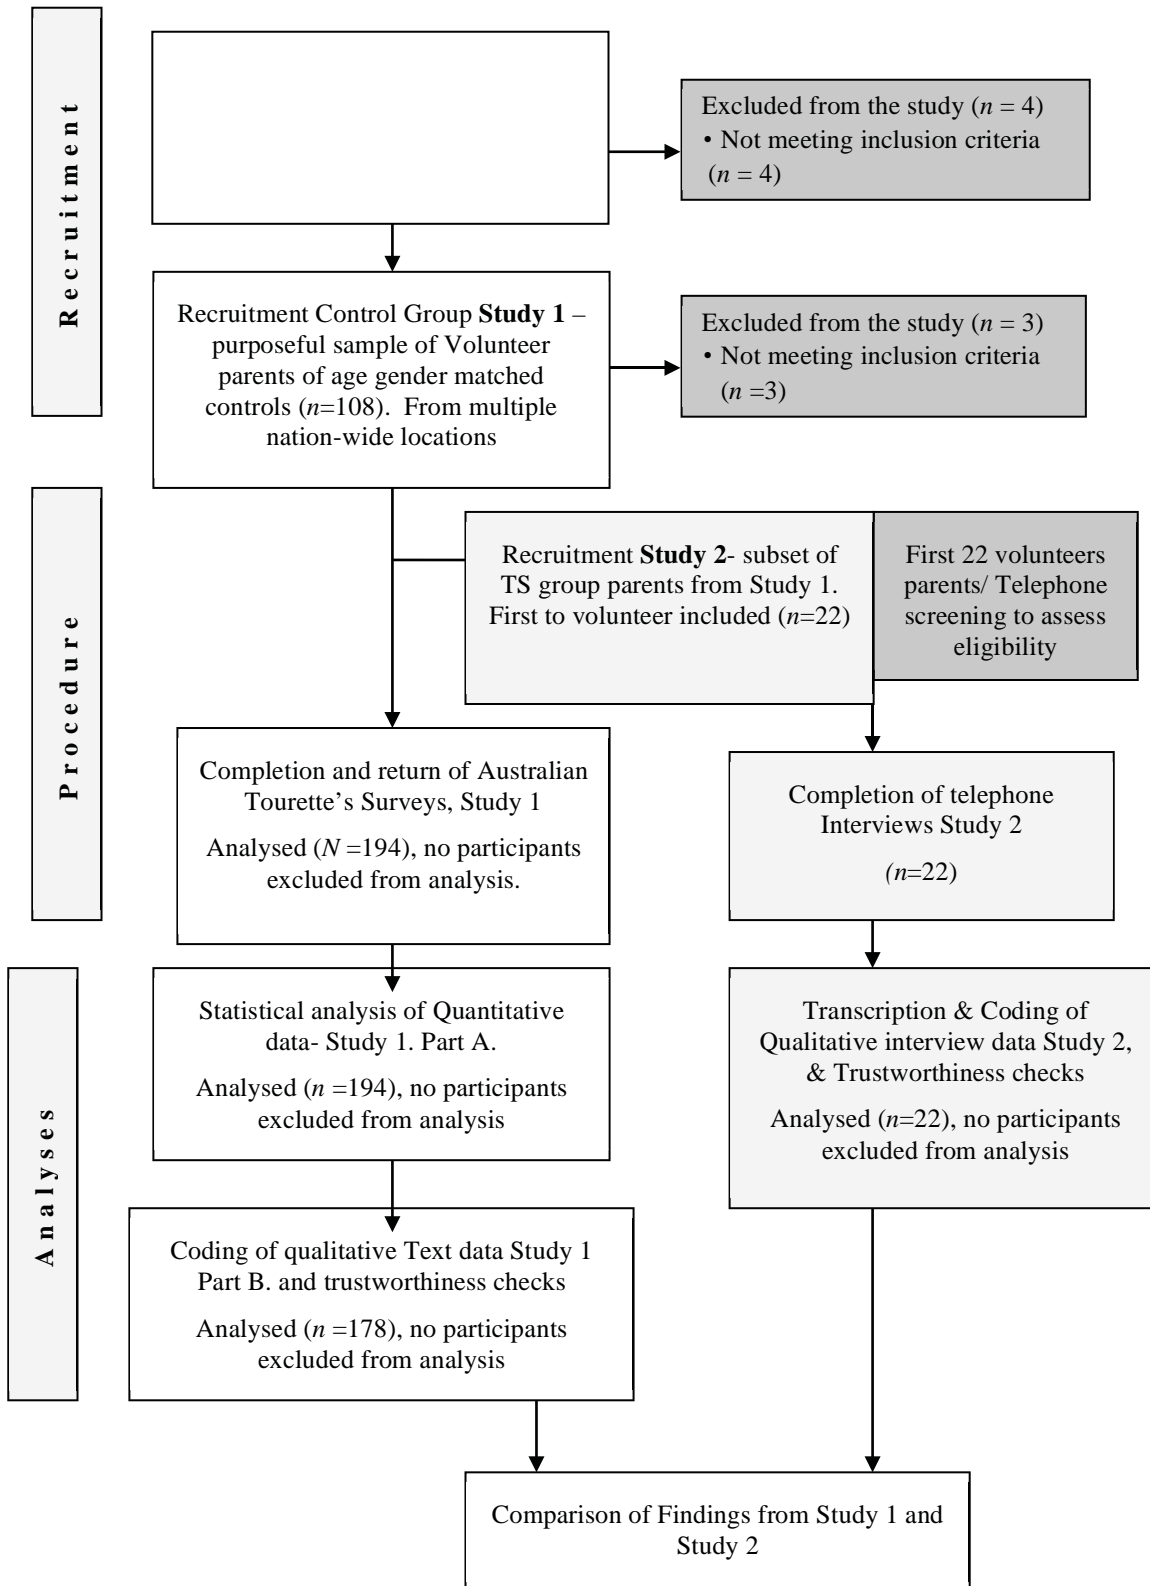 Recruitment
Excluded from the study (n = 4)
• Not meeting inclusion criteria
(n = 4)
Recruitment Control Group Study 1 –
purposeful sample of Volunteer
parents of age gender matched
controls (n=108).  From multiple
nation-wide locations
Excluded from the study (n = 3)
• Not meeting inclusion criteria
(n =3)
Procedure
Recruitment Study 2- subset of
TS group parents from Study 1.
First to volunteer included (n=22)
First 22 volunteers
parents/ Telephone
screening to assess
eligibility
Completion and return of Australian
Tourette’s Surveys, Study 1
Analysed (N =194), no participants
excluded from analysis.
Completion of telephone
Interviews Study 2
(n=22)
Analyses
Statistical analysis of Quantitative
data- Study 1. Part A.
Analysed (n =194), no participants
excluded from analysis
Transcription & Coding of
Qualitative interview data Study 2,
& Trustworthiness checks
Analysed (n=22), no participants
excluded from analysis
Coding of qualitative Text data Study 1
Part B. and trustworthiness checks
Analysed (n =178), no participants
excluded from analysis
Comparison of Findings from Study 1 and
Study 2